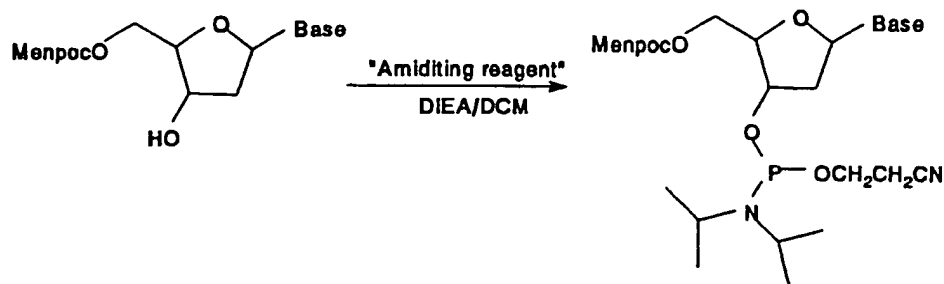 O Base
MenpocO
HO
"Amiditing reagent"
DIEA/DCM
O Base
MenpocO
O
P OCH₂CH₂CN
N